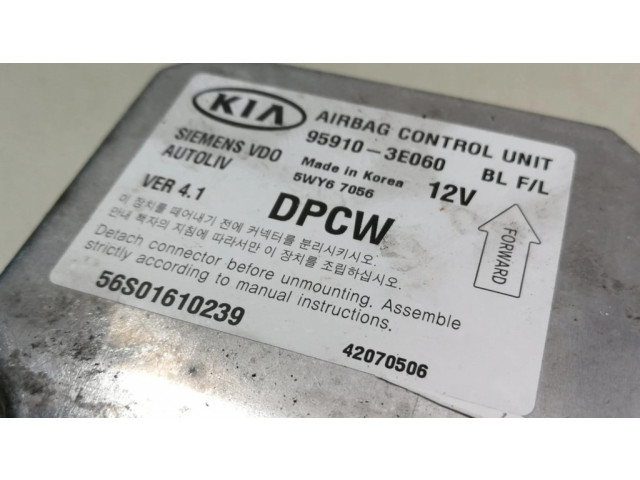 KIA
AIRBAG CONTROL UNIT
95910-3E060 BL F/L
SIEMENS VDO
AUTOLIV
Made in Korea
5WY6 7056
12V
VER 4.1
DPCW
FORWARD
이 장치를 떼어내기 전에 커넥터를 분리시키시오.
안내 책자의 지침에 따라서만 이 장치를 조립하십시오.
Detach connector before unmounting. Assemble
strictly according to manual instructions.
56S01610239
42070506